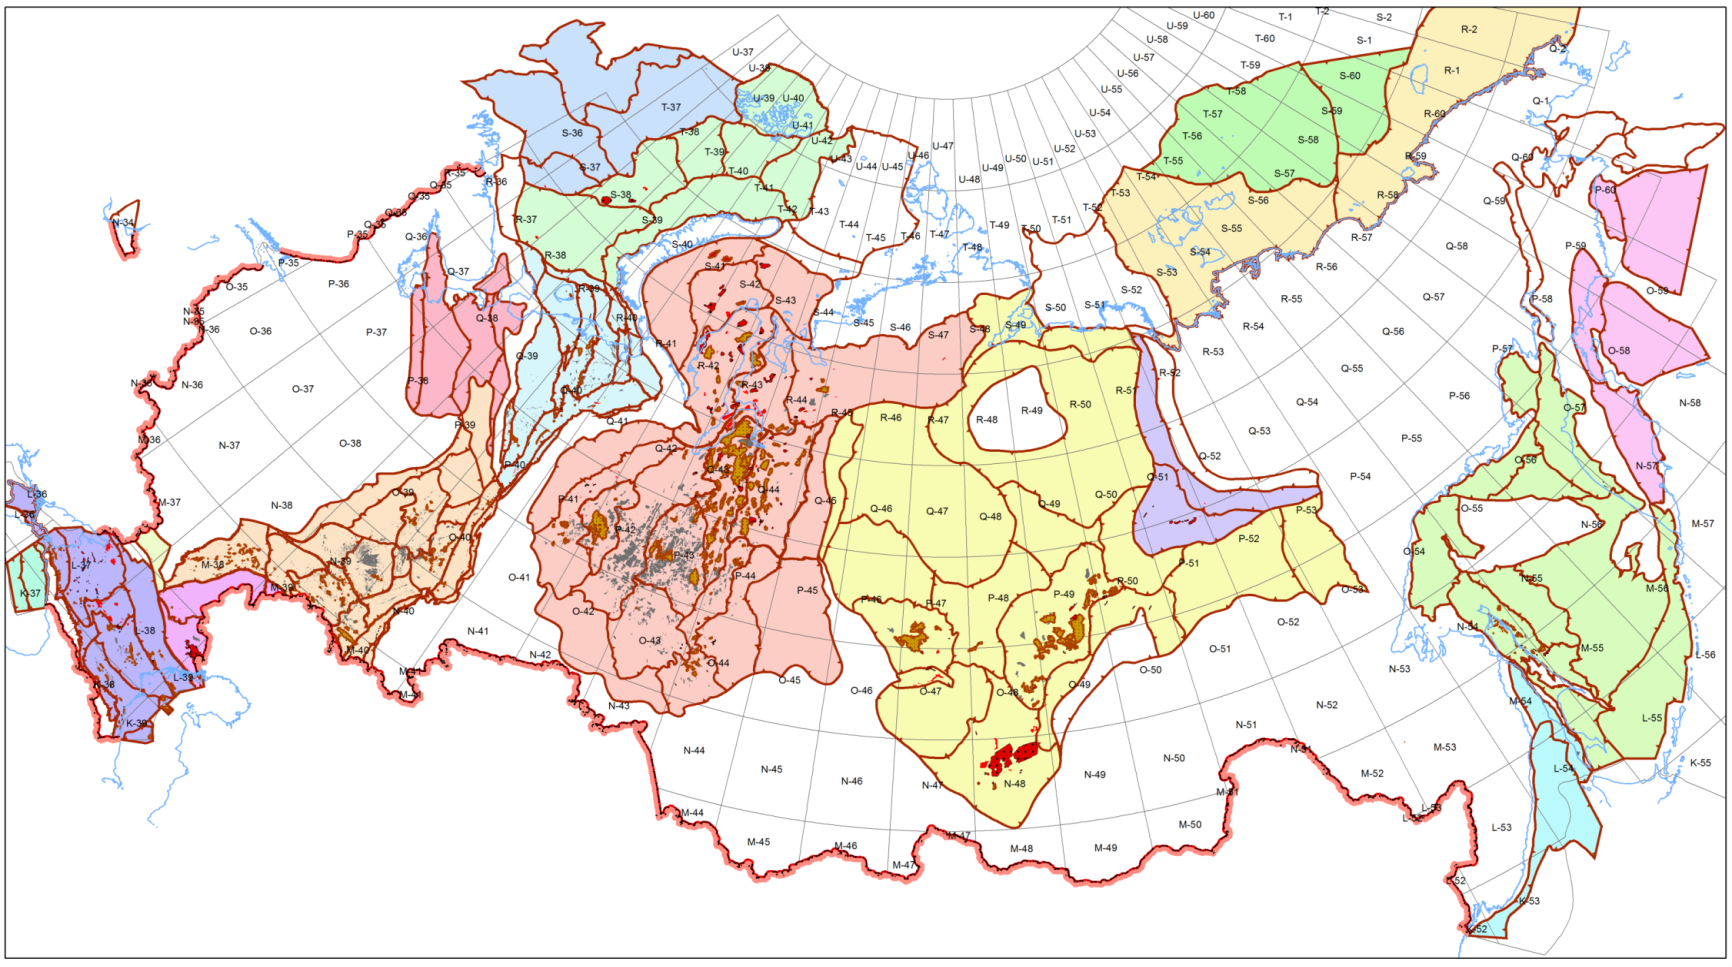 U-60 T-1 T-2 S-2
U-59 R-2
U-58 T-60 S-1 Q-2
U-37 U-57 T-59
U-38 U-56 S-60 R-1
U-39 U-40 U-55 T-58 Q-1
T-37 U-54 T-57 S-59 R-60
U-41 U-53
S-36 T-38 U-42 T-56 S-58
U-47 U-52
T-39 U-43 U-46 U-50 U-51 R-59 Q-60
S-37 T-40 U-44 U-45 U-49 T-55 S-57
R-35 U-48 T-54
Q-35 R-36 T-41 T-53 P-60
Q-35 S-38 S-56 R-58 Q-59
N-34 Q-36 R-37 S-39 T-42 T-43 T-52
P-35 Q-36 T-44 T-49 T-51 T-50 S-55 R-57
S-40 T-45 T-46 T-47 T-48 Q-58 P-59
P-35 R-38 S-54 R-56
Q-37 S-41 S-53
O-35 P-36 R-39 S-42 S-52 Q-57 O-59
S-43 S-51 R-55 P-58
N-35 S-44 S-50
N-36 Q-38 R-40 S-45 S-46 S-47 S-48 S-49 R-54
N-36 O-36 P-37 Q-56
Q-39 R-41 R-53 P-57 O-58
R-42 R-52 Q-55
N-36 N-36 P-38 R-43 R-51
O-37 Q-40 R-44 R-50 Q-54 P-56 N-58
R-45 R-46 R-47 R-48 R-49 O-57
P-39 Q-41 Q-53 P-55
M-36 N-37 O-38 Q-42 Q-52 O-56
P-40 Q-43 Q-51 P-54 N-57
L-36 P-41 Q-44 Q-45 Q-46 Q-47 Q-48 Q-49 Q-50
M-37 N-38 O-39 P-53 O-55 N-56 M-57
L-36 P-42 P-52
O-40 P-43 O-54
L-37 M-38 N-39 P-44 P-51
K-37 M-39 O-41 P-45 P-50 O-53 N-55 M-56
N-40 O-42 P-46 P-47 P-48 P-49
L-38 N-41 O-43 O-52 N-54
M-40 N-42 O-44 O-51 M-55 L-56
L-39 M-41 O-45 O-46 O-47 O-48 O-49 O-50 N-53
K-38 M-41 N-43 N-52 M-54
K-39 N-44 N-51 N-51 M-53 L-55
N-45 N-46 N-47 N-48 N-49 N-50 M-52 L-54 K-55
M-51
M-44 L-53
M-45 M-46 M-47 M-47 M-48 M-49 M-50 L-53
L-52
K-53
K-52